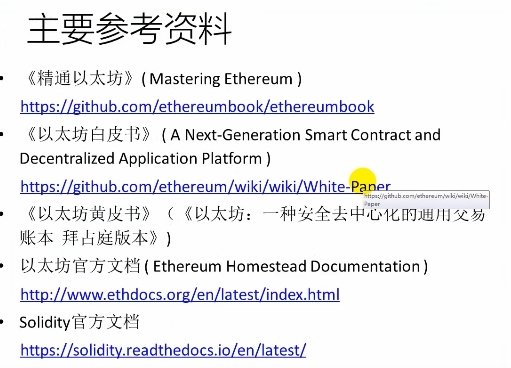 主要参考资料
• 《精通以太坊》( Mastering Ethereum )
https://github.com/ethereumbook/ethereumbook
• 《以太坊白皮书》 ( A Next-Generation Smart Contract and
Decentralized Application Platform )
https://github.com/ethereum/wiki/wiki/White-Paper
https://github.com/ethereum/wiki/wiki/White-
Paper
• 《以太坊黄皮书》（《以太坊：一种安全去中心化的通用交易
账本 拜占庭版本》)
• 以太坊官方文档 ( Ethereum Homestead Documentation )
http://www.ethdocs.org/en/latest/index.html
• Solidity官方文档
https://solidity.readthedocs.io/en/latest/